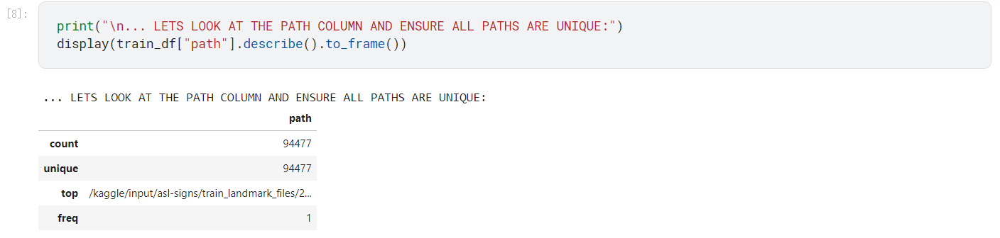 [8]:
print("\n... LETS LOOK AT THE PATH COLUMN AND ENSURE ALL PATHS ARE UNIQUE:")
display(train_df["path"].describe().to_frame())
... LETS LOOK AT THE PATH COLUMN AND ENSURE ALL PATHS ARE UNIQUE:
path
count 94477
unique 94477
top /kaggle/input/asl-signs/train_landmark_files/2...
freq 1